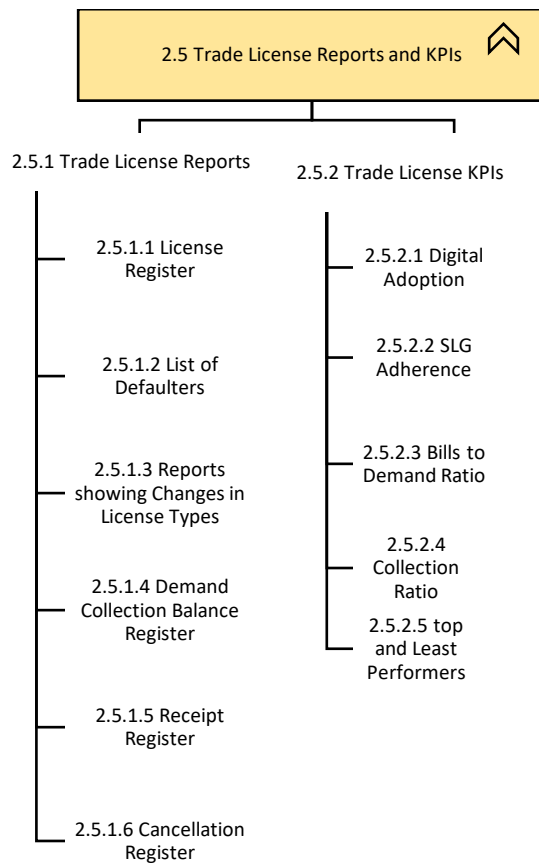 2.5 Trade License Reports and KPIs
2.5.1 Trade License Reports
2.5.1.1 License
Register
2.5.1.2 List of
Defaulters
2.5.1.3 Reports
showing Changes in
License Types
2.5.1.4 Demand
Collection Balance
Register
2.5.1.5 Receipt
Register
2.5.1.6 Cancellation
Register
2.5.2 Trade License KPIs
2.5.2.1 Digital
Adoption
2.5.2.2 SLG
Adherence
2.5.2.3 Bills to
Demand Ratio
2.5.2.4
Collection
Ratio
2.5.2.5 top
and Least
Performers